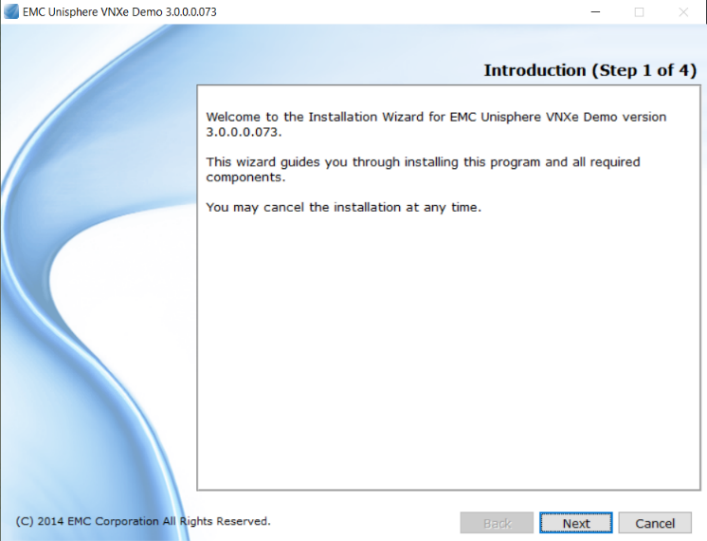 EMC Unisphere VNXe Demo 3.0.0.0.073
Introduction (Step 1 of 4)
Welcome to the Installation Wizard for EMC Unisphere VNXe Demo version
3.0.0.0.073.
This wizard guides you through installing this program and all required
components.
You may cancel the installation at any time.
(C) 2014 EMC Corporation All Rights Reserved.
Back
Next
Cancel